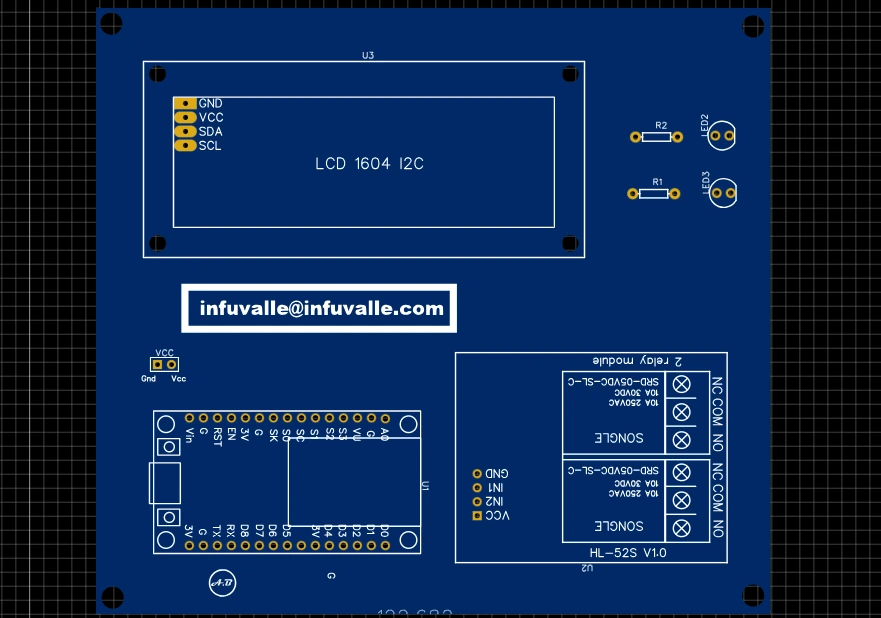 U3
GND
VCC
SDA
SCL
LCD 1604 I2C
R2
LED2
R1
LED3
infuvalle@infuvalle.com
VCC
Gnd Vcc
2 relay module
SRD-05VDC-SL-C
10A 30VDC
10A 250VAC
SONGLE
NC COM NO
SRD-05VDC-SL-C
10A 30VDC
10A 250VAC
SONGLE
NC COM NO
GND
IN1
IN2
VCC
HL-52S V1.0
U2
Vin G RST EN 3V G SK SO SC S1 S2 S3 VU G A0
U1
3V G TX RX D8 D7 D6 D5 3V D4 D3 D2 D1 D0
G
A.B